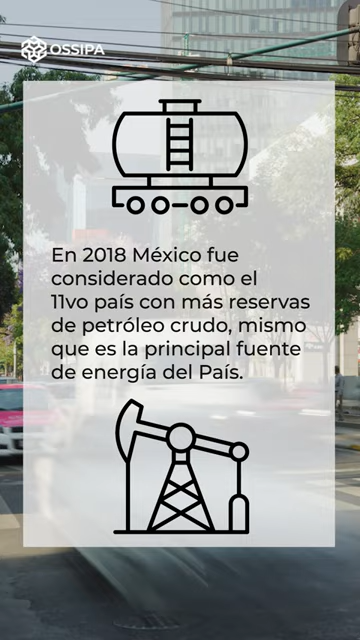 OSSIPA
En 2018 México fue
considerado como el
11vo país con más reservas
de petróleo crudo, mismo
que es la principal fuente
de energía del País.